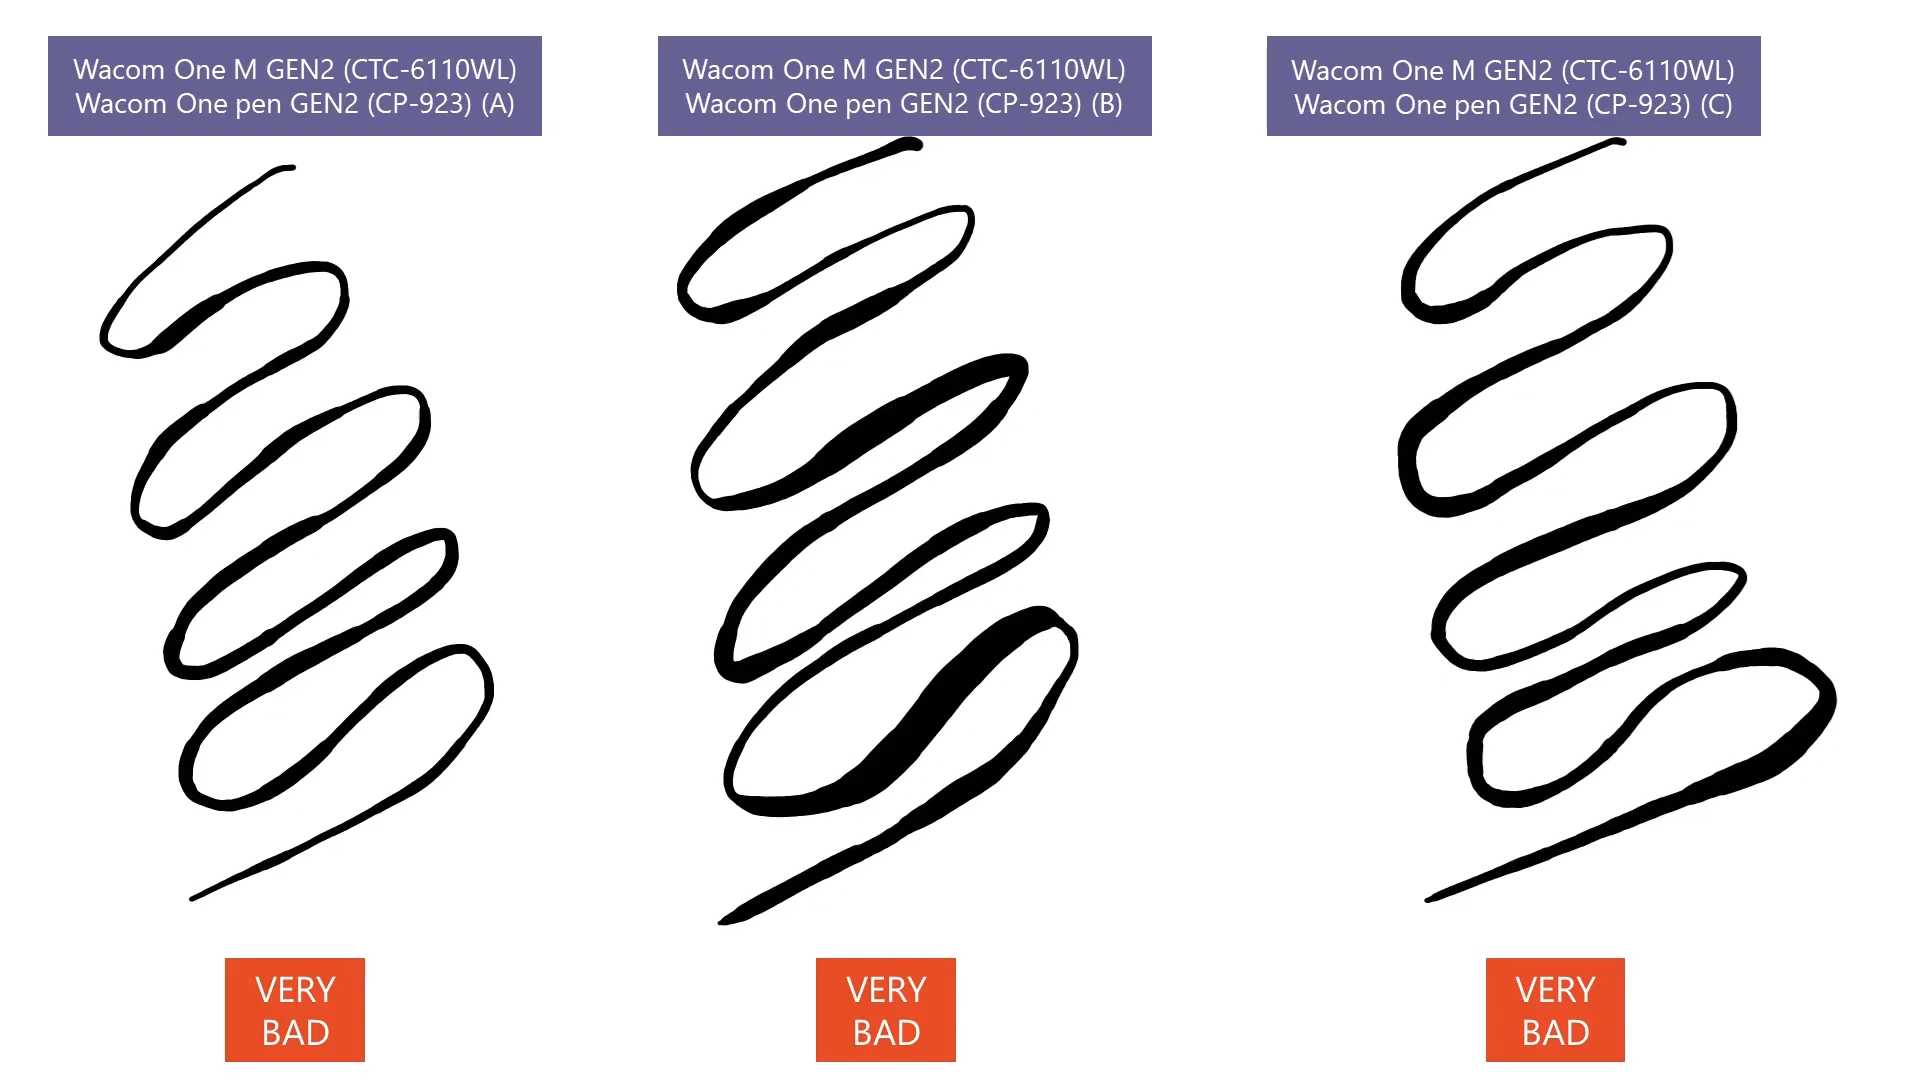 Wacom One M GEN2 (CTC-6110WL)
Wacom One pen GEN2 (CP-923) (A)
Wacom One M GEN2 (CTC-6110WL)
Wacom One pen GEN2 (CP-923) (B)
Wacom One M GEN2 (CTC-6110WL)
Wacom One pen GEN2 (CP-923) (C)
VERY
BAD
VERY
BAD
VERY
BAD